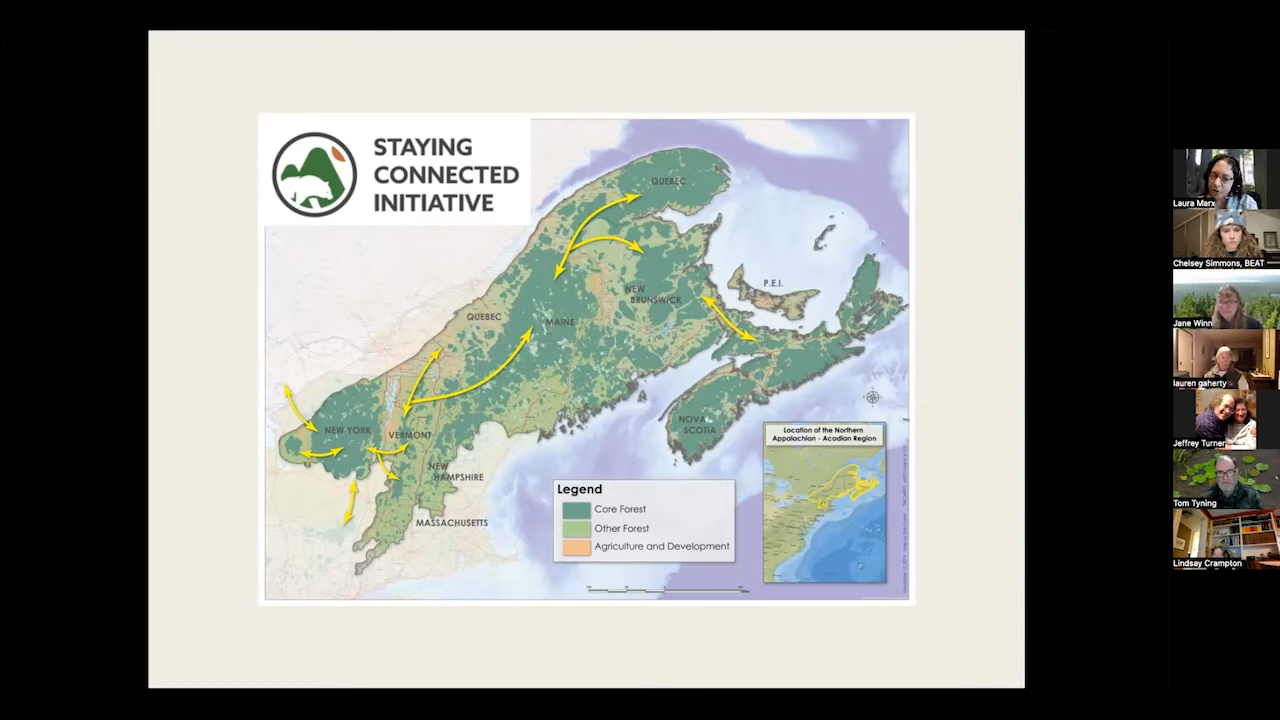 STAYING
CONNECTED
INITIATIVE
QUEBEC
P.E.I.
NEW
BRUNSWICK
QUEBEC
MAINE
NOVA
SCOTIA
NEW YORK
VERMONT
NEW
HAMPSHIRE
MASSACHUSETTS
Legend
Core Forest
Other Forest
Agriculture and Development
Location of the Northern
Appalachian - Acadian Region
Laura Marx
Chelsey Simmons, BEAT
Jane Winn
lauren gaherty
Jeffrey Turner
Tom Tyning
Lindsay Crampton